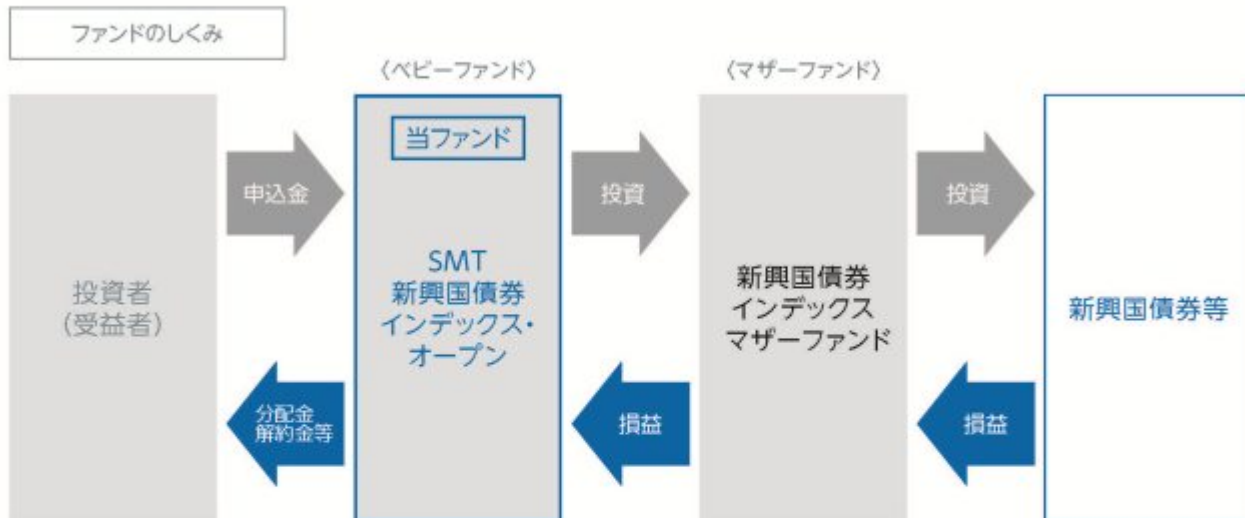 ファンドのしくみ
〈ベビーファンド〉
〈マザーファンド〉
投資者
(受益者)
申込金
分配金
解約金等
当ファンド
SMT
新興国債券
インデックス・
オープン
投資
損益
新興国債券
インデックス
マザーファンド
投資
損益
新興国債券等